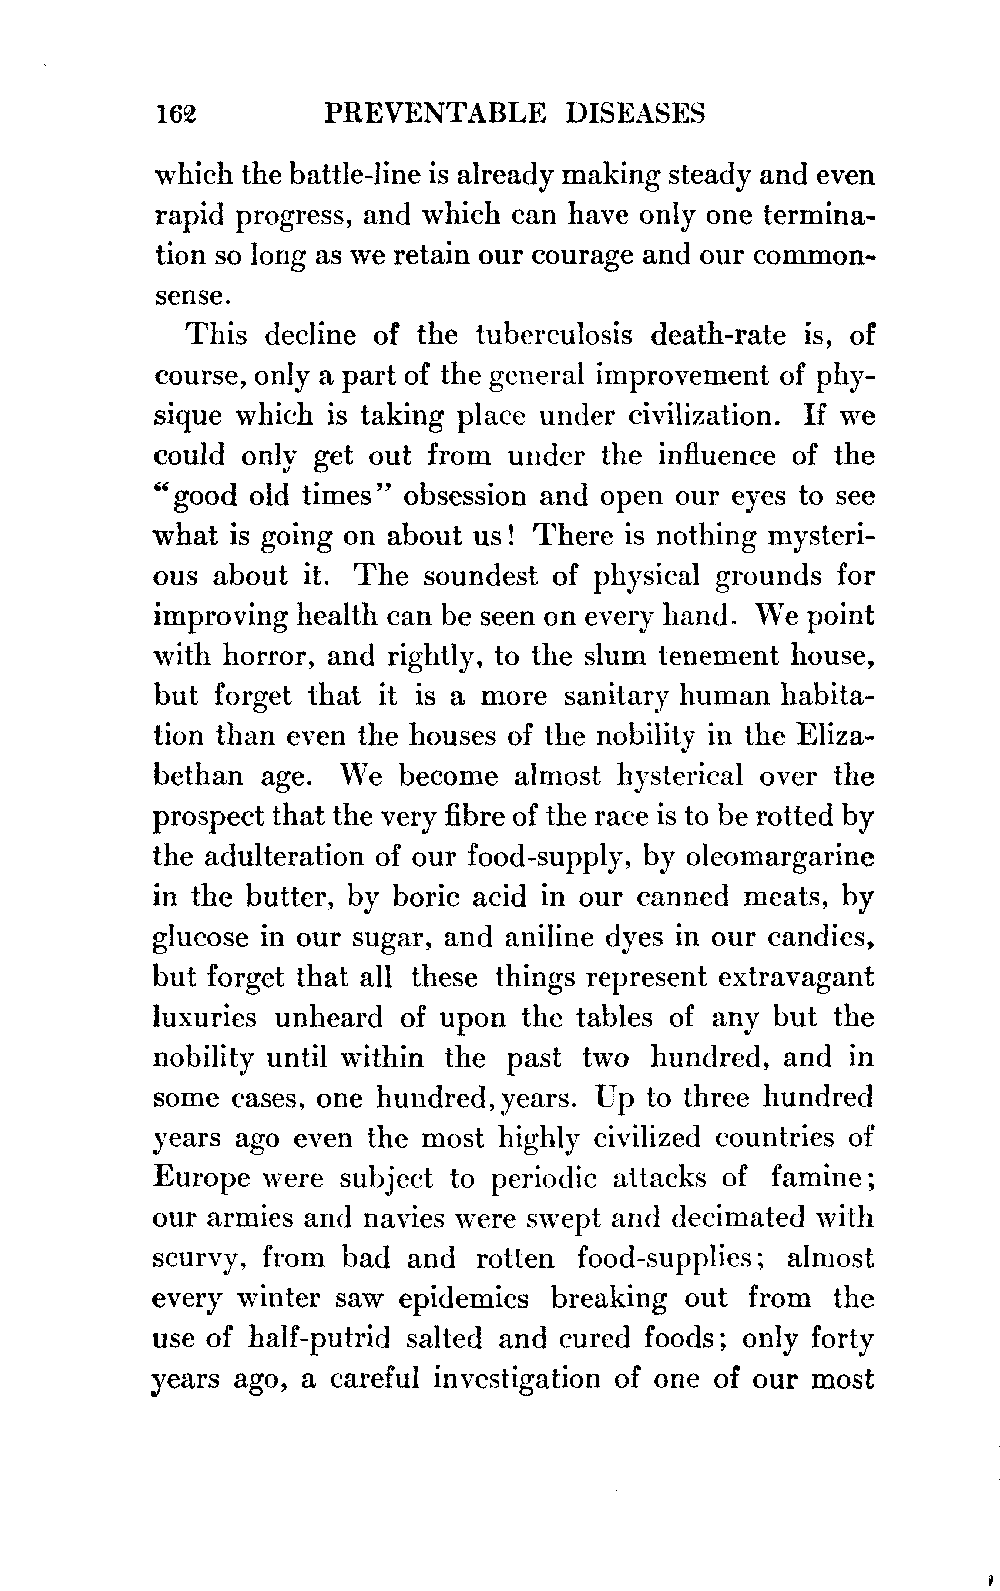 162 PREVENTABLE DISEASES
which the battle-line is already making steady and even
rapid progress, and which can have only one termina-
tion so long as we retain our courage and our common-
sense.
This decline of the tuberculosis death-rate is, of
course, only a part of the general improvement of phy-
sique which is taking place under civilization. If we
could only get out from under the influence of the
“good old times” obsession and open our eyes to see
what is going on about us! There is nothing mysteri-
ous about it. The soundest of physical grounds for
improving health can be seen on every hand. We point
with horror, and rightly, to the slum tenement house,
but forget that it is a more sanitary human habita-
tion than even the houses of the nobility in the Eliza-
bethan age. We become almost hysterical over the
prospect that the very fibre of the race is to be rotted by
the adulteration of our food-supply, by oleomargarine
in the butter, by boric acid in our canned meats, by
glucose in our sugar, and aniline dyes in our candies,
but forget that all these things represent extravagant
luxuries unheard of upon the tables of any but the
nobility until within the past two hundred, and in
some cases, one hundred, years. Up to three hundred
years ago even the most highly civilized countries of
Europe were subject to periodic attacks of famine;
our armies and navies were swept and decimated with
scurvy, from bad and rotten food-supplies; almost
every winter saw epidemics breaking out from the
use of half-putrid salted and cured foods; only forty
years ago, a careful investigation of one of our most